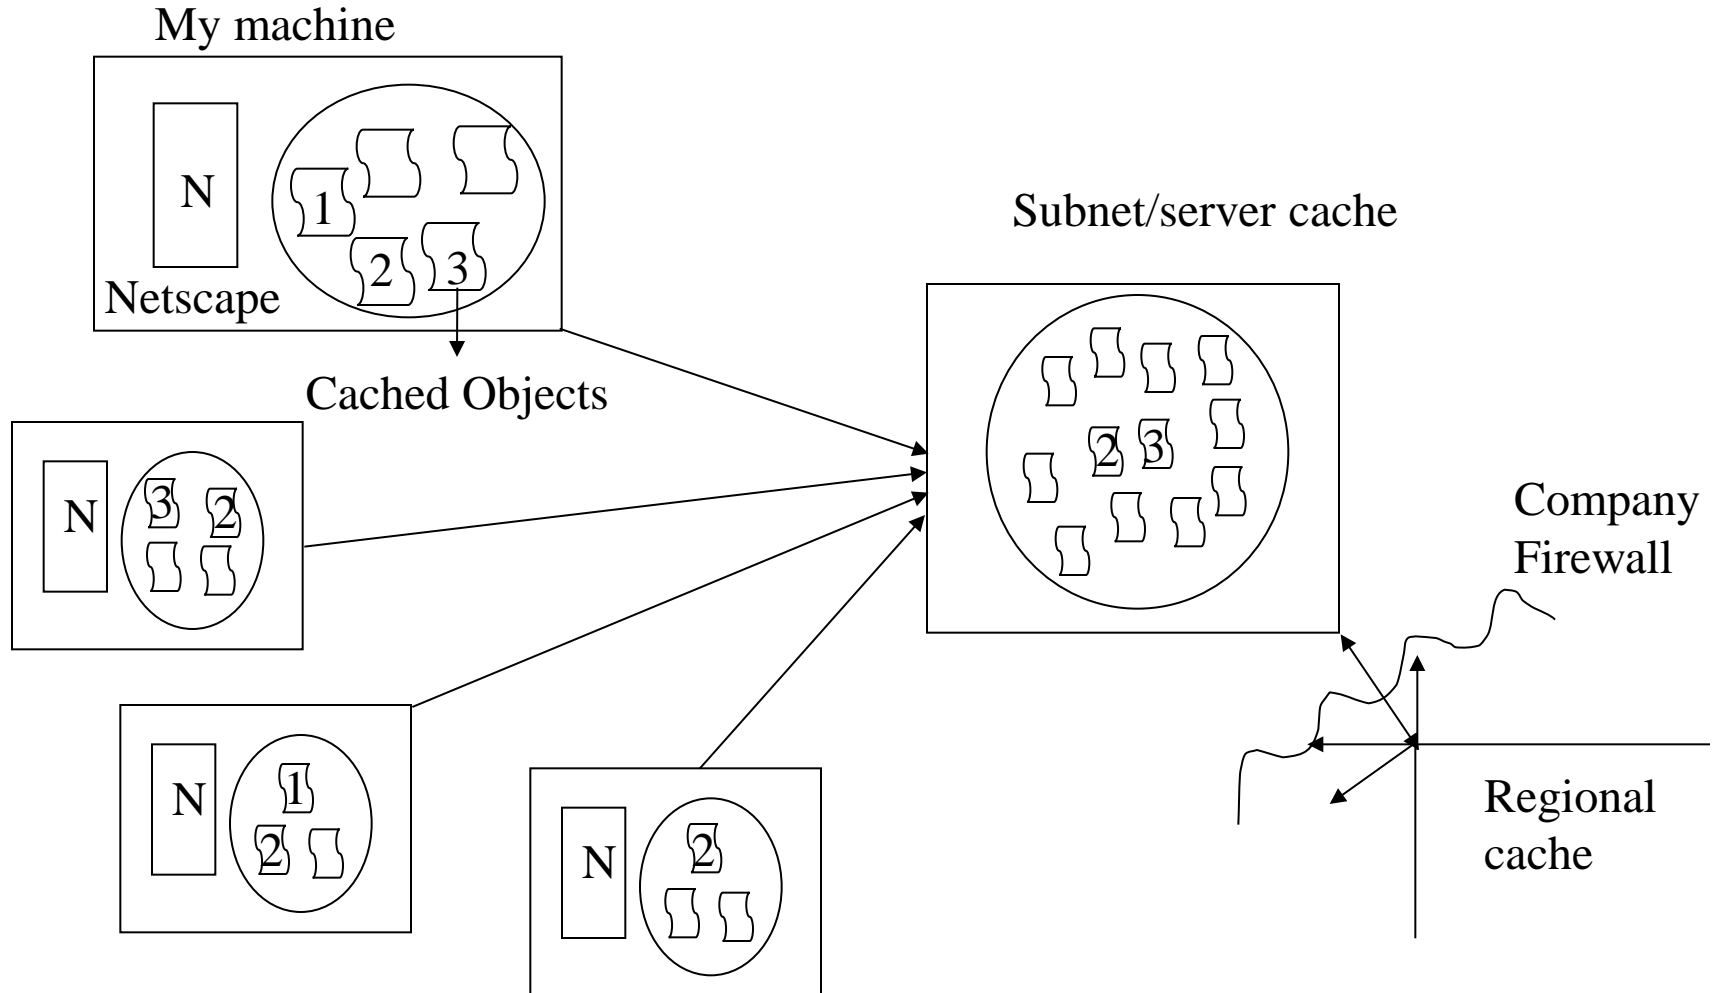 My machine
N
1
2
3
Netscape
Cached Objects
Subnet/server cache
2
3
N
3
2
N
1
2
N
2
Company
Firewall
Regional
cache